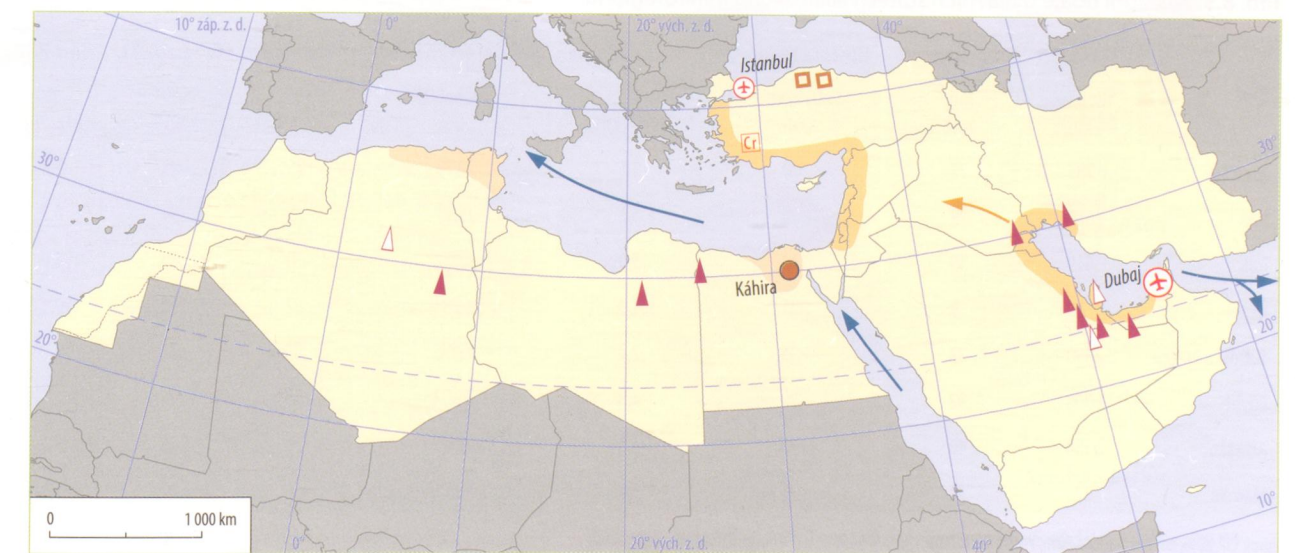 10° záp. z. d.
0°
20° vých. z. d.
40°
Istanbul
Cr
30°
30°
Káhira
Dubaj
20°
20°
0
1 000 km
10°
0°
20° vých. z. d.
40°